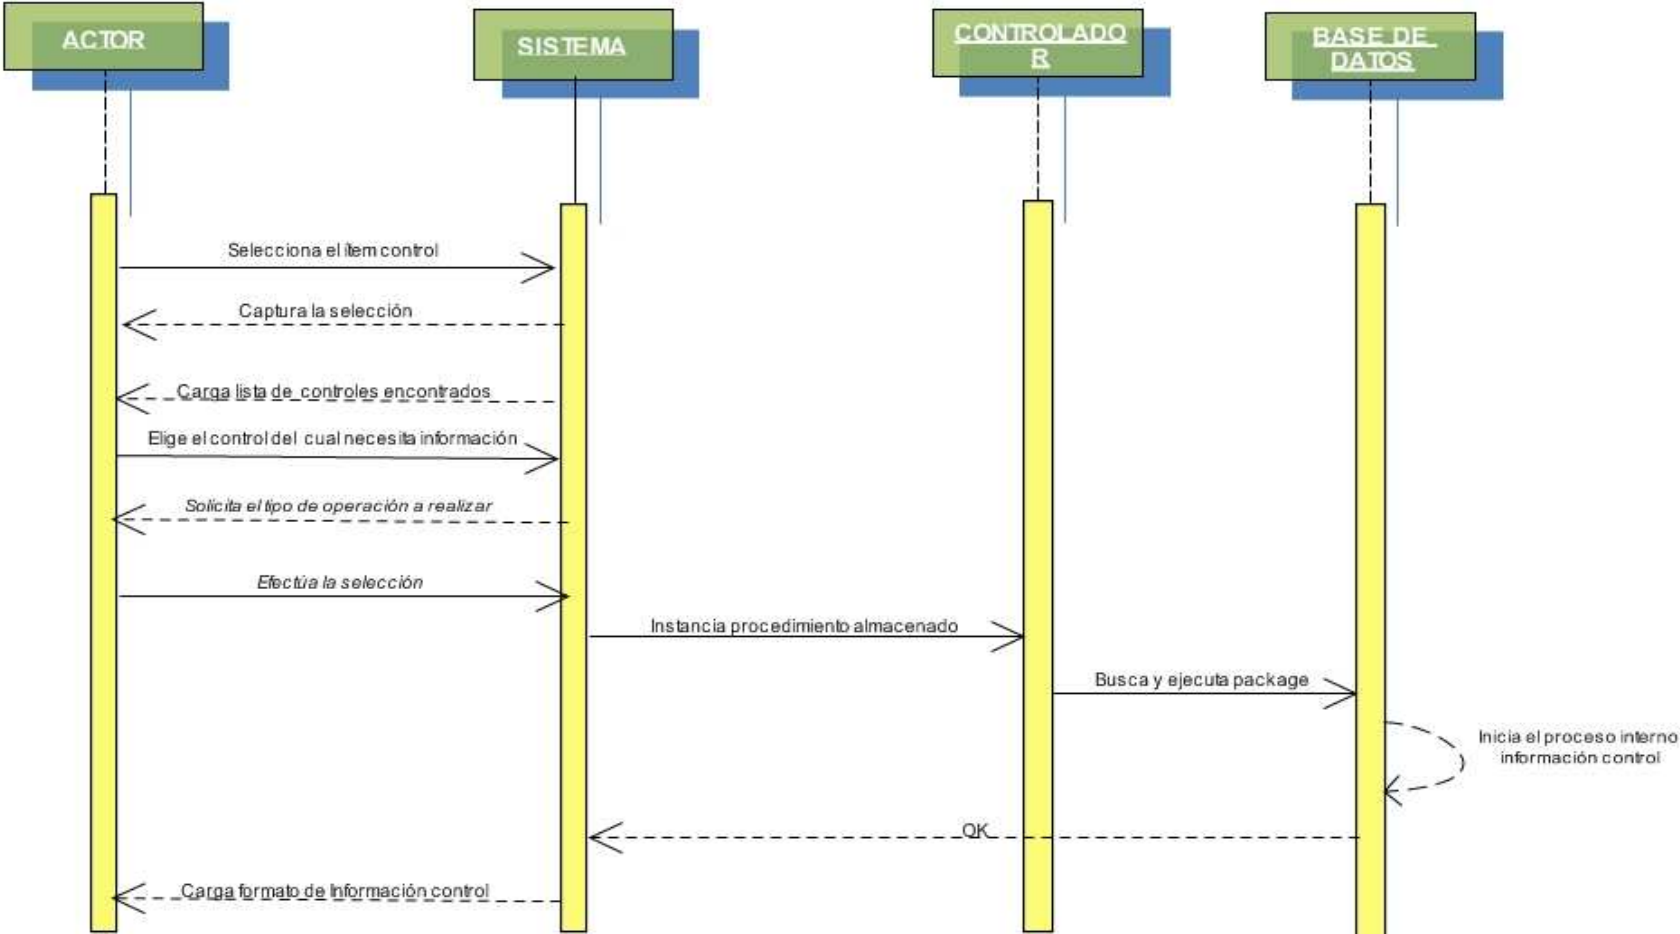 ACTOR
SISTEMA
CONTROLADO
R
BASE DE
DATOS
Selecciona el ítem control
Captura la selección
Carga lista de controles encontrados
Elige el control del cual necesita información
Solicita el tipo de operación a realizar
Efectúa la selección
Instancia procedimiento almacenado
Busca y ejecuta package
Inicia el proceso interno
información control
OK
Carga formato de Información control